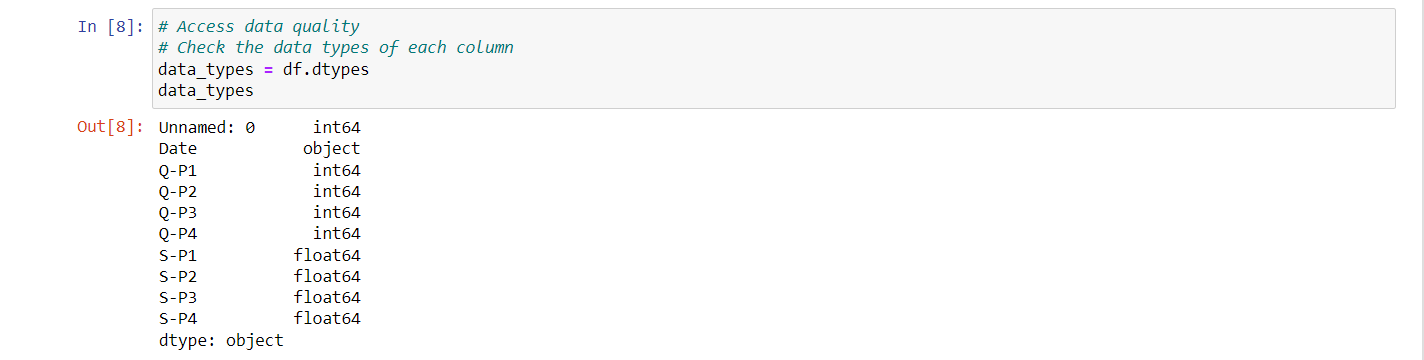 In [8]: # Access data quality
# Check the data types of each column
data_types = df.dtypes
data_types
Out[8]: Unnamed: 0 int64
Date object
Q-P1 int64
Q-P2 int64
Q-P3 int64
Q-P4 int64
S-P1 float64
S-P2 float64
S-P3 float64
S-P4 float64
dtype: object